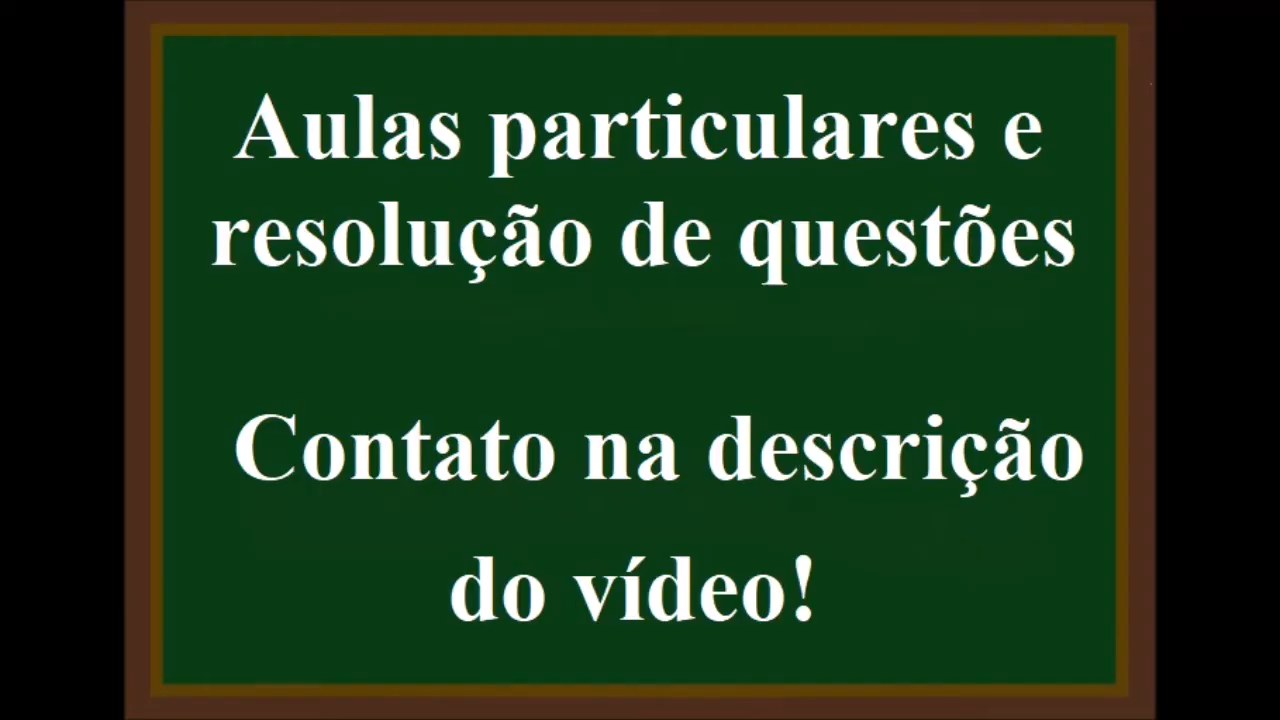 Aulas particulares e
resolução de questões
Contato na descrição
do vídeo!